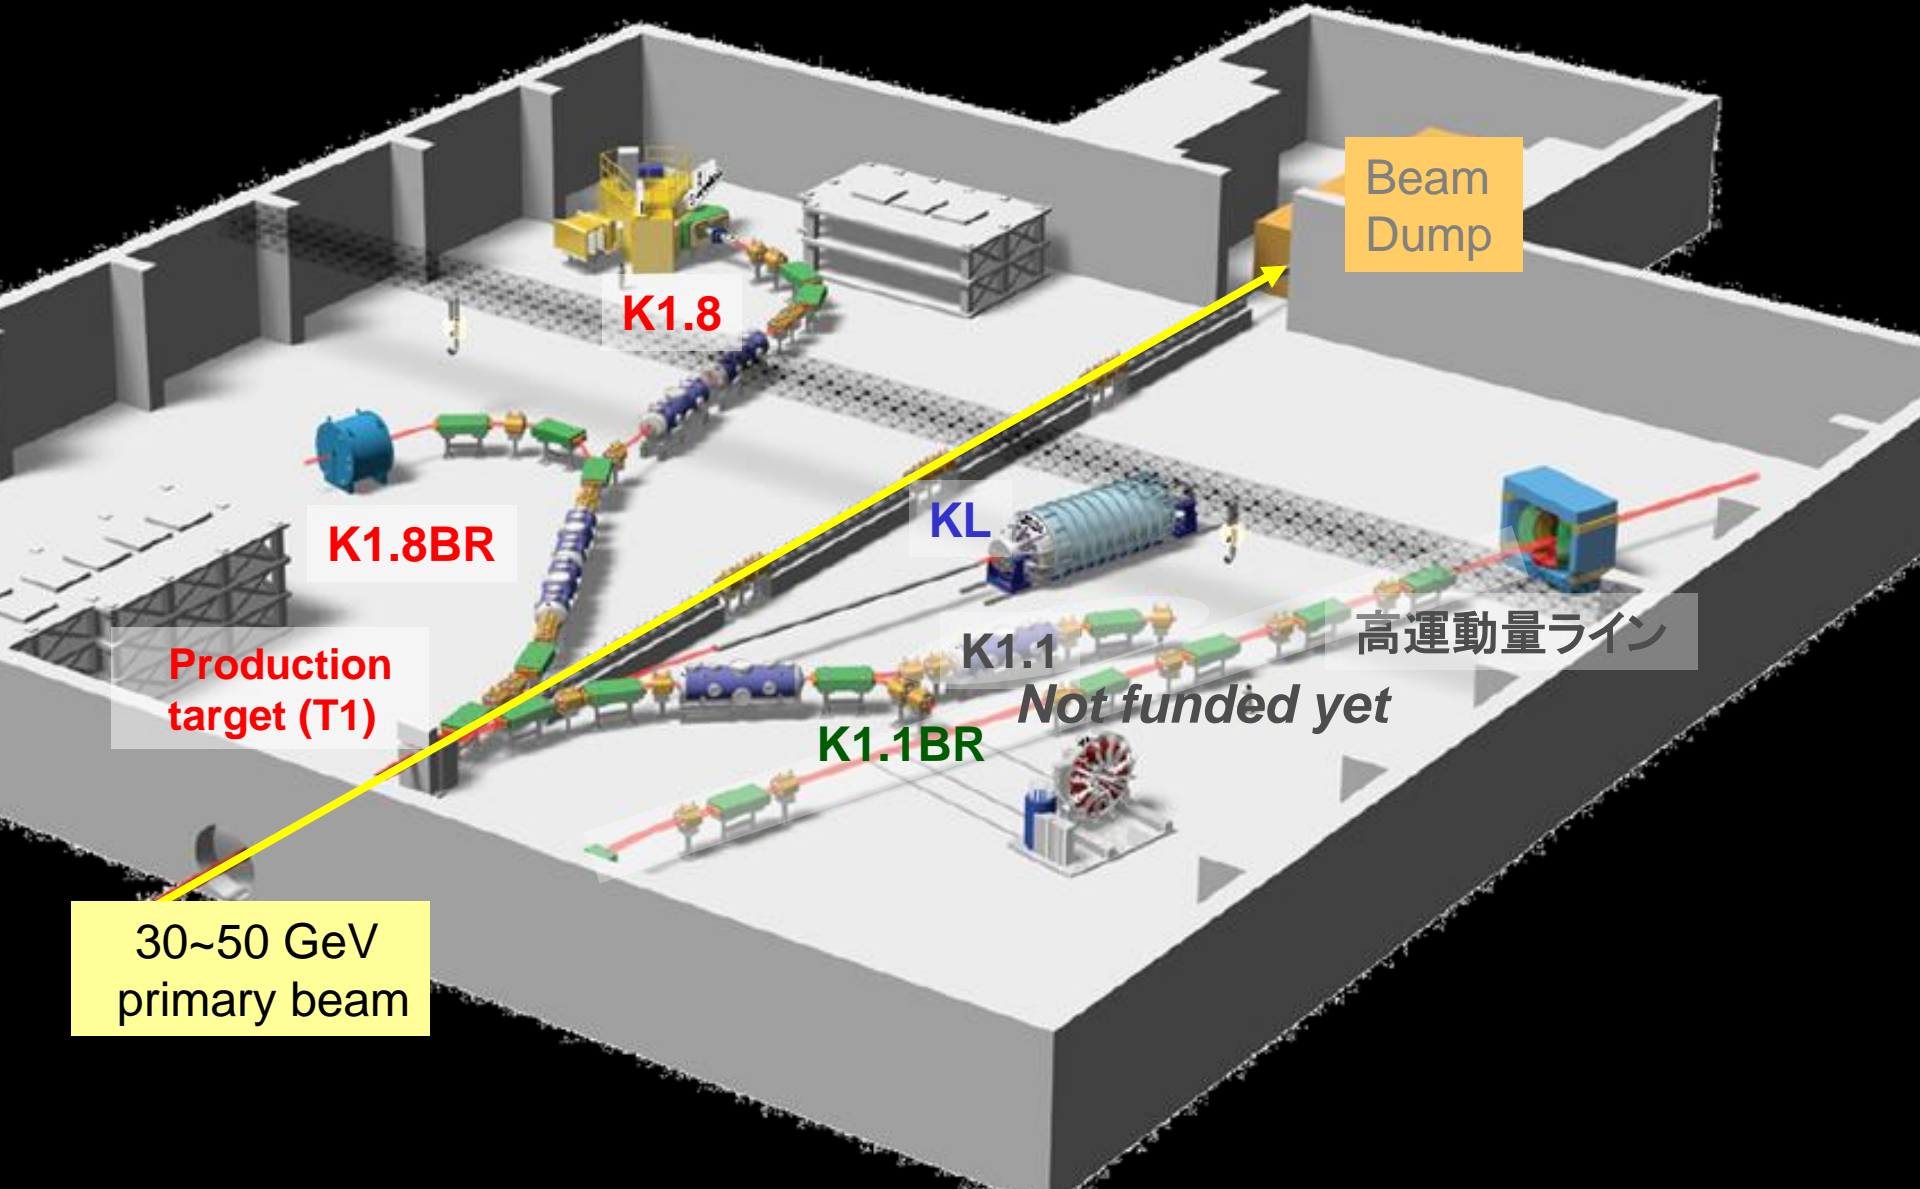 Beam
Dump
K1.8
KL
K1.8BR
高運動量ライン
K1.1
Not funded yet
Production
target (T1)
K1.1BR
30~50 GeV
primary beam